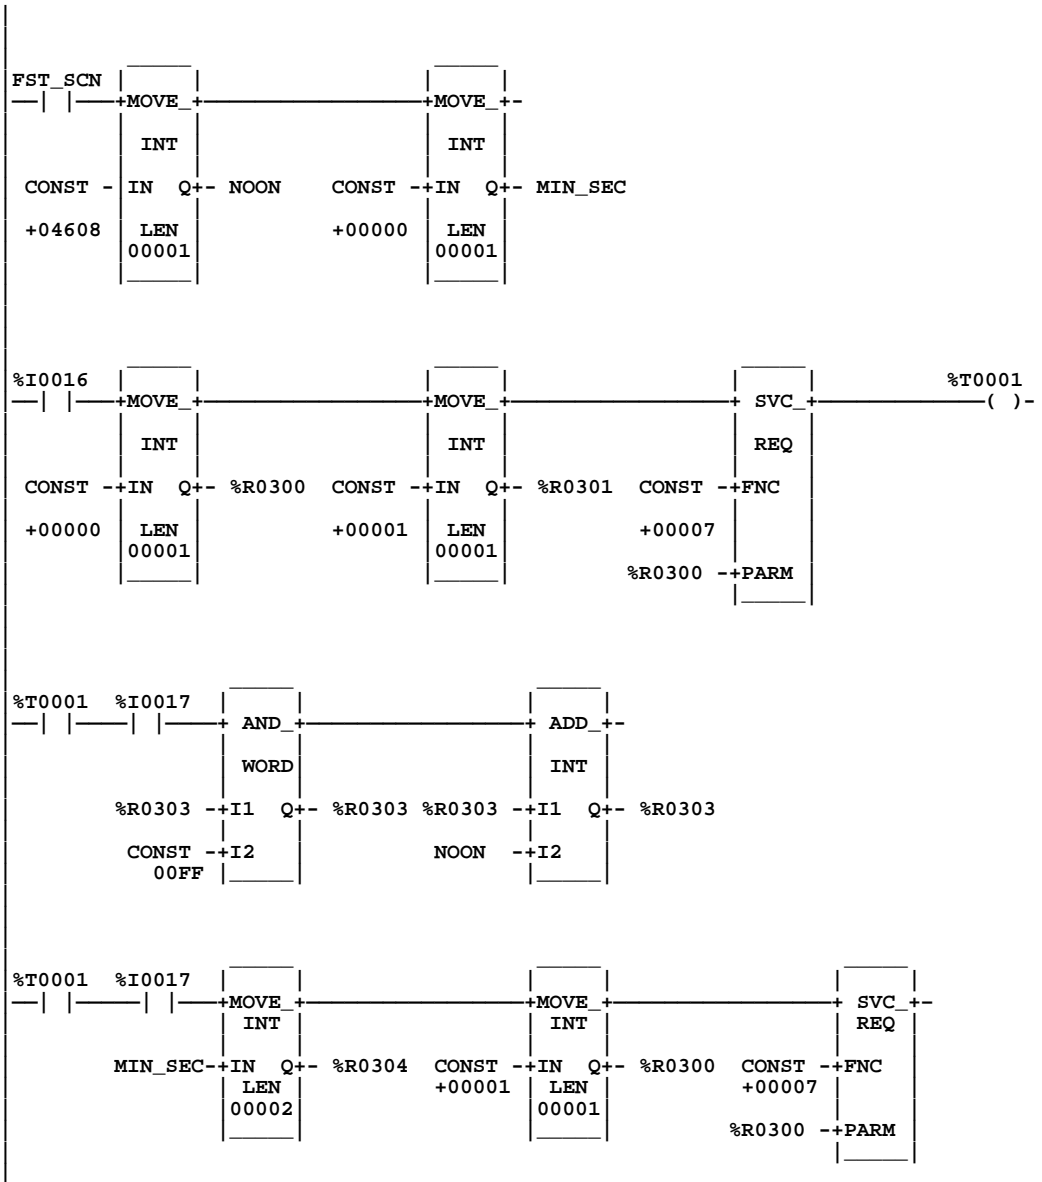 FST_SCN
MOVE_ MOVE_
INT INT
CONST IN Q NOON CONST IN Q MIN_SEC
+04608 LEN +00000 LEN
00001 00001
%I0016 %T0001
MOVE_ MOVE_ SVC_ ( )
INT INT REQ
CONST IN Q %R0300 CONST IN Q %R0301 CONST FNC
+00000 LEN +00001 LEN +00007
00001 00001
%R0300 PARM
%T0001 %I0017
AND_ ADD_
WORD INT
%R0303 I1 Q %R0303 %R0303 I1 Q %R0303
CONST I2 NOON I2
00FF
%T0001 %I0017
MOVE_ MOVE_ SVC_
INT INT REQ
MIN_SEC IN Q %R0304 CONST IN Q %R0300 CONST FNC
LEN +00001 LEN +00007
00002 00001
%R0300 PARM